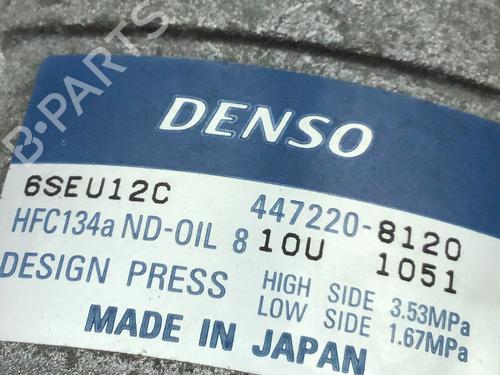 B-PARTS
DENSO
6SEU12C 447220-8120
HFC134a ND-OIL 8 10U 1051
DESIGN PRESS HIGH SIDE 3.53MPa
LOW SIDE 1.67MPa
MADE IN JAPAN